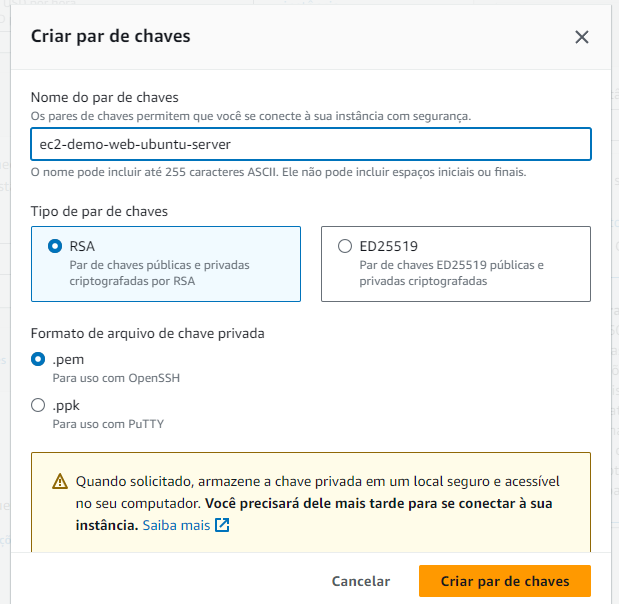 Criar par de chaves
Nome do par de chaves
Os pares de chaves permitem que você se conecte à sua instância com segurança.
ec2-demo-web-ubuntu-server
O nome pode incluir até 255 caracteres ASCII. Ele não pode incluir espaços iniciais ou finais.
Tipo de par de chaves
RSA
Par de chaves públicas e privadas
criptografadas por RSA
ED25519
Par de chaves ED25519 públicas e
privadas criptografadas
Formato de arquivo de chave privada
.pem
Para uso com OpenSSH
.ppk
Para uso com PuTTY
Quando solicitado, armazene a chave privada em um local seguro e acessível
no seu computador. Você precisará dele mais tarde para se conectar à sua
instância. Saiba mais
Cancelar
Criar par de chaves